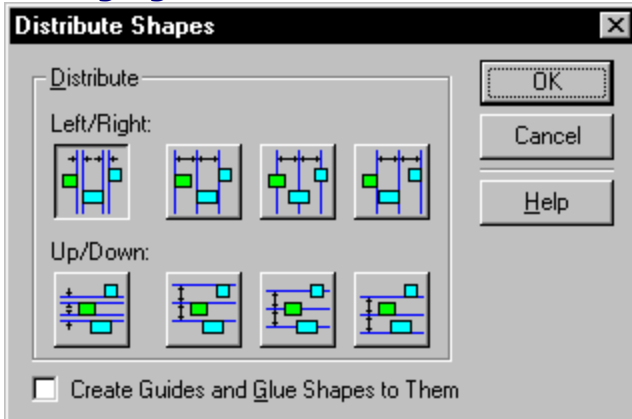 Distribute Shapes
Distribute
Left/Right:
OK
Cancel
Help
Up/Down:
Create Guides and Glue Shapes to Them